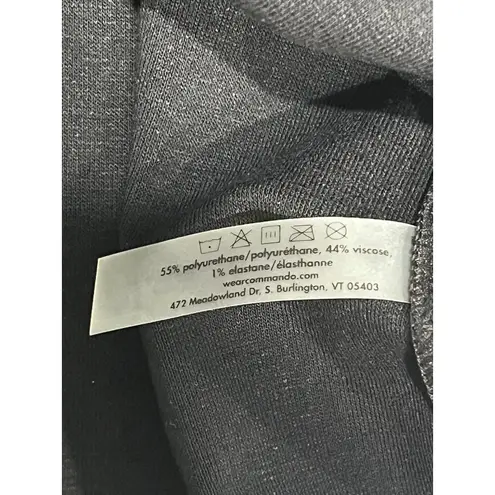 55% polyurethane/polyuréthane, 44% viscose,
1% elastane/élasthanne
wearcommando.com
472 Meadowland Dr, S. Burlington, VT 05403